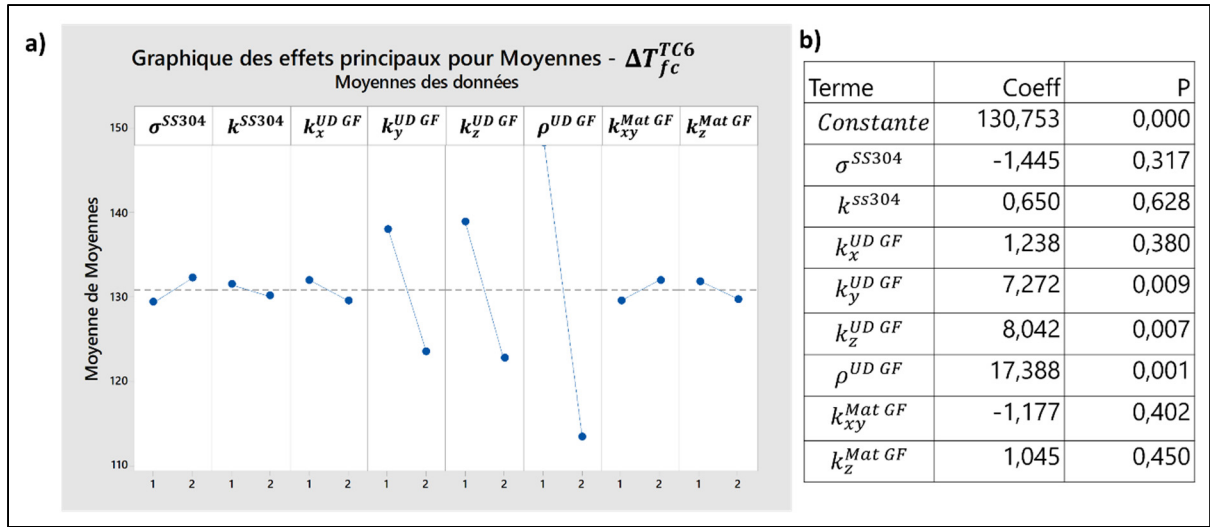 a)
Graphique des effets principaux pour Moyennes - ΔT_fc^TC6
Moyennes des données
σ^SS304 k^SS304 k_x^UD GF k_y^UD GF k_z^UD GF ρ^UD GF k_xy^Mat GF k_z^Mat GF
Moyenne de Moyennes
150
140
130
120
110
1 2 1 2 1 2 1 2 1 2 1 2 1 2 1 2
b)
Terme Coeff P
Constante 130,753 0,000
σ^SS304 -1,445 0,317
k^ss304 0,650 0,628
k_x^UD GF 1,238 0,380
k_y^UD GF 7,272 0,009
k_z^UD GF 8,042 0,007
ρ^UD GF 17,388 0,001
k_xy^Mat GF -1,177 0,402
k_z^Mat GF 1,045 0,450